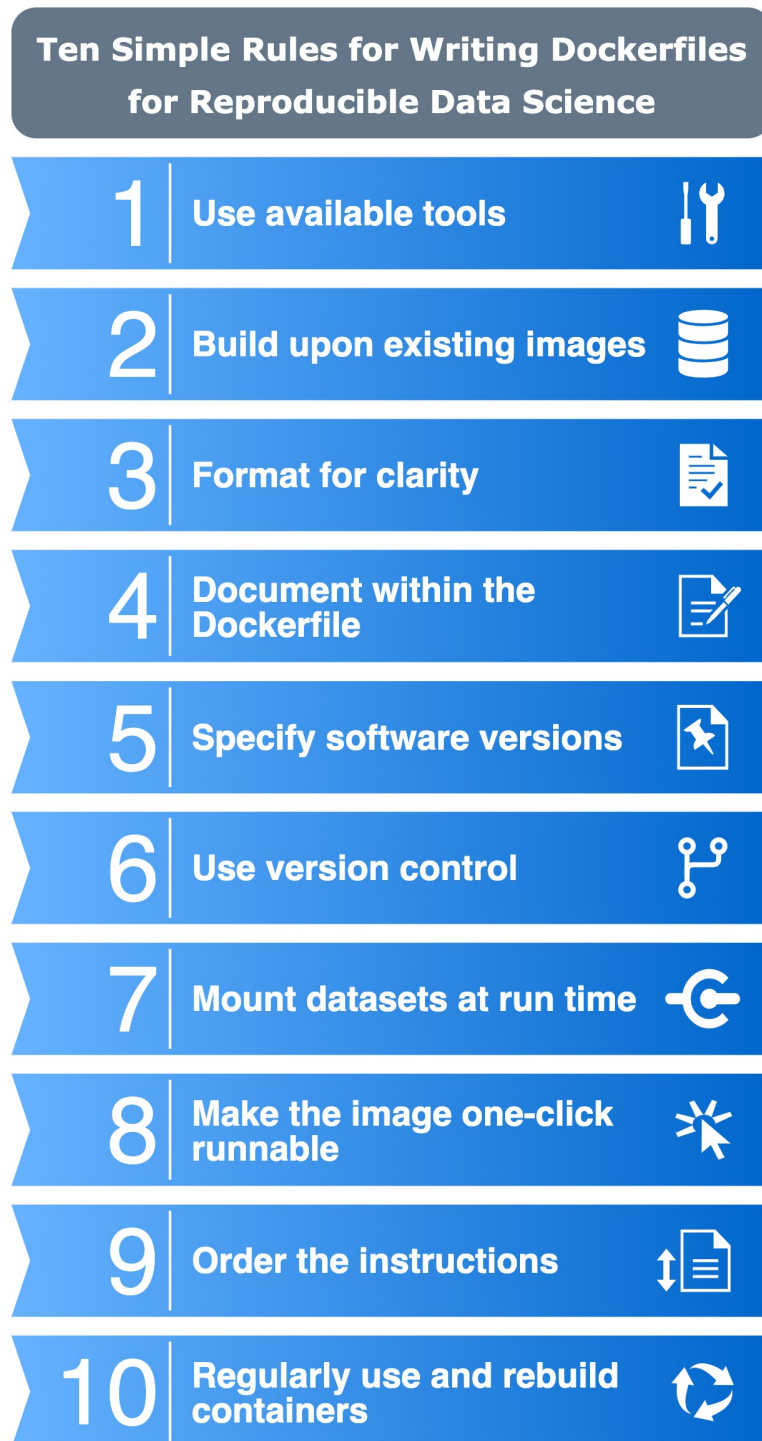 Ten Simple Rules for Writing Dockerfiles
for Reproducible Data Science
1
Use available tools
2
Build upon existing images
3
Format for clarity
4
Document within the
Dockerfile
5
Specify software versions
6
Use version control
7
Mount datasets at run time
8
Make the image one-click
runnable
9
Order the instructions
10
Regularly use and rebuild
containers